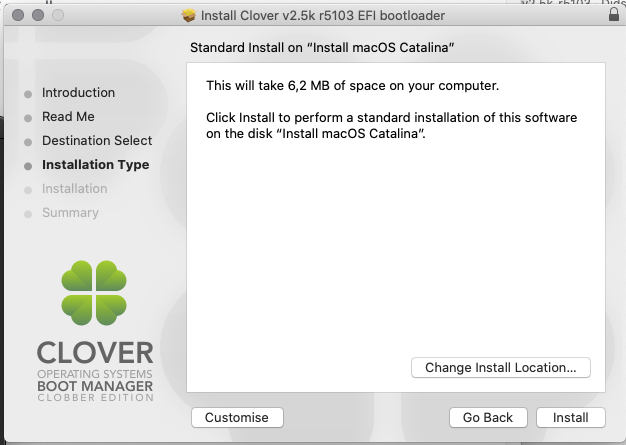 Install Clover v2.5k r5103 EFI bootloader
Standard Install on “Install macOS Catalina”
Introduction
Read Me
Destination Select
Installation Type
Installation
Summary
This will take 6,2 MB of space on your computer.
Click Install to perform a standard installation of this software
on the disk “Install macOS Catalina”.
CLOVER
OPERATING SYSTEMS
BOOT MANAGER
CLOBBER EDITION
Change Install Location...
Customise
Go Back
Install